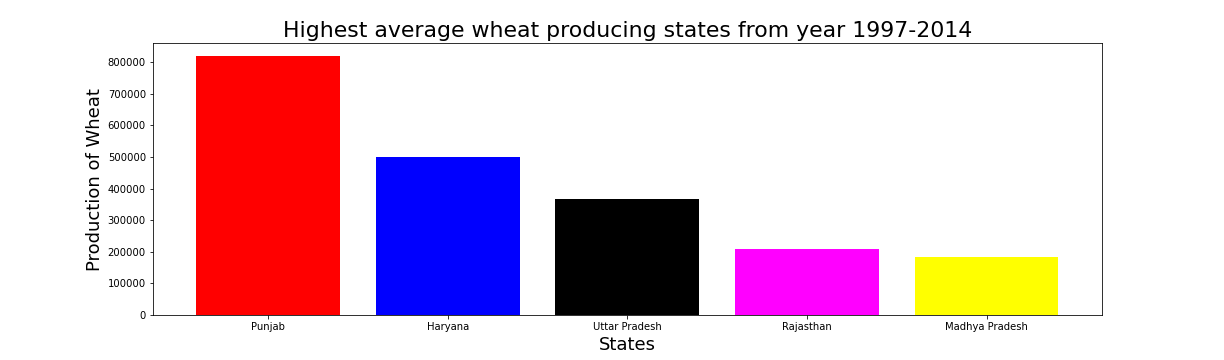 Highest average wheat producing states from year 1997-2014
Production of Wheat
800000
700000
600000
500000
400000
300000
200000
100000
0
Punjab Haryana Uttar Pradesh Rajasthan Madhya Pradesh
States